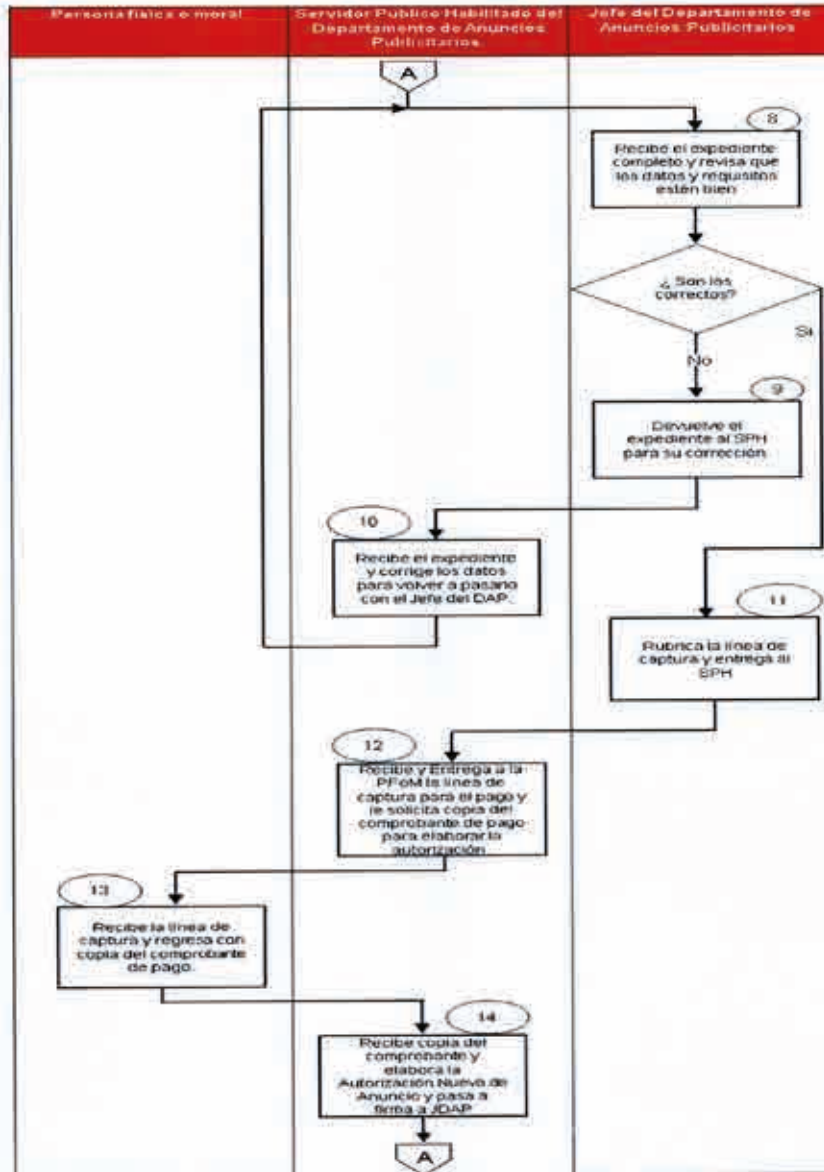 Persona física o moral
Servidor Público Habilitado del
Departamento de Anuncios
Publicitarios
Jefe del Departamento de
Anuncios Publicitarios
A
8
Recibe el expediente
completo y revisa que
los datos y requisitos
estén bien
¿ Son los
correctos?
Si
No
9
Devuelve el
expediente al SPH
para su corrección.
10
Recibe el expediente
y corrige los datos
para volver a pasarlo
con el Jefe del DAP.
11
Rubrica la línea de
captura y entrega al
SPH
12
Recibe y Entrega a la
PFoM la línea de
captura para el pago y
le solicita copia del
comprobante de pago
para elaborar la
autorización
13
Recibe la línea de
captura y regresa con
copia del comprobante
de pago.
14
Recibe copia del
comprobante y
elabora la
Autorización Nueva de
Anuncio y pasa a
firma a JDAP
A